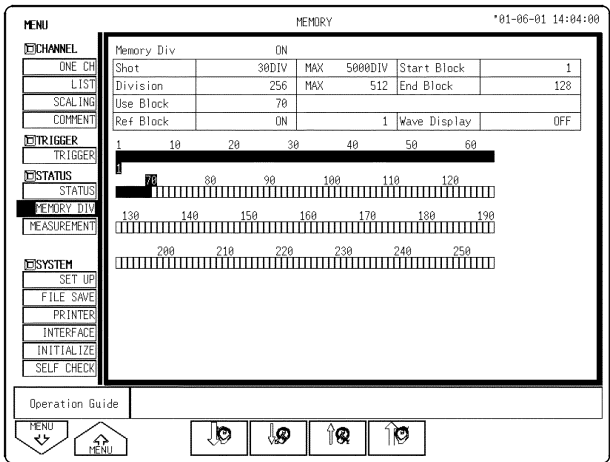 MENU MEMORY '01-06-01 14:04:00
CHANNEL
ONE CH
LIST
SCALING
COMMENT
TRIGGER
TRIGGER
STATUS
STATUS
MEMORY DIV
MEASUREMENT
SYSTEM
SET UP
FILE SAVE
PRINTER
INTERFACE
INITIALIZE
SELF CHECK
Memory Div ON
Shot 30DIV MAX 5000DIV Start Block 1
Division 256 MAX 512 End Block 128
Use Block 70
Ref Block ON 1 Wave Display OFF
1 10 20 30 40 50 60
1
70 80 90 100 110 120
130 140 150 160 170 180 190
200 210 220 230 240 250
Operation Guide
MENU
MENU